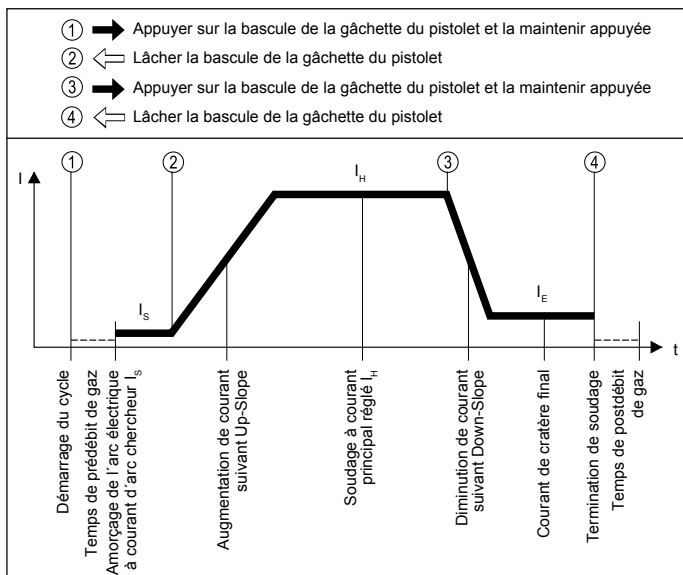 1 Appuyer sur la bascule de la gâchette du pistolet et la maintenir appuyée
2 Lâcher la bascule de la gâchette du pistolet
3 Appuyer sur la bascule de la gâchette du pistolet et la maintenir appuyée
4 Lâcher la bascule de la gâchette du pistolet
1
2
3
4
I
I_H
I_S
I_E
t
Démarrage du cycle
Temps de prédébit de gaz
Amorçage de l'arc électrique
à courant d'arc chercheur I_S
Augmentation de courant
suivant Up-Slope
Soudage à courant
principal réglé I_H
Diminution de courant
suivant Down-Slope
Courant de cratère final
Termination de soudage
Temps de postdébit
de gaz